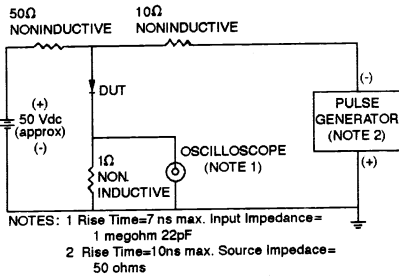 50Ω
NONINDUCTIVE
10Ω
NONINDUCTIVE
(+)
50 Vdc
(approx)
(-)
DUT
1Ω
NON.
INDUCTIVE
OSCILLOSCOPE
(NOTE 1)
(-)
PULSE
GENERATOR
(NOTE 2)
(+)
NOTES: 1 Rise Time=7 ns max. Input Impedance=
1 megohm 22pF
2 Rise Time=10ns max. Source Impedace=
50 ohms